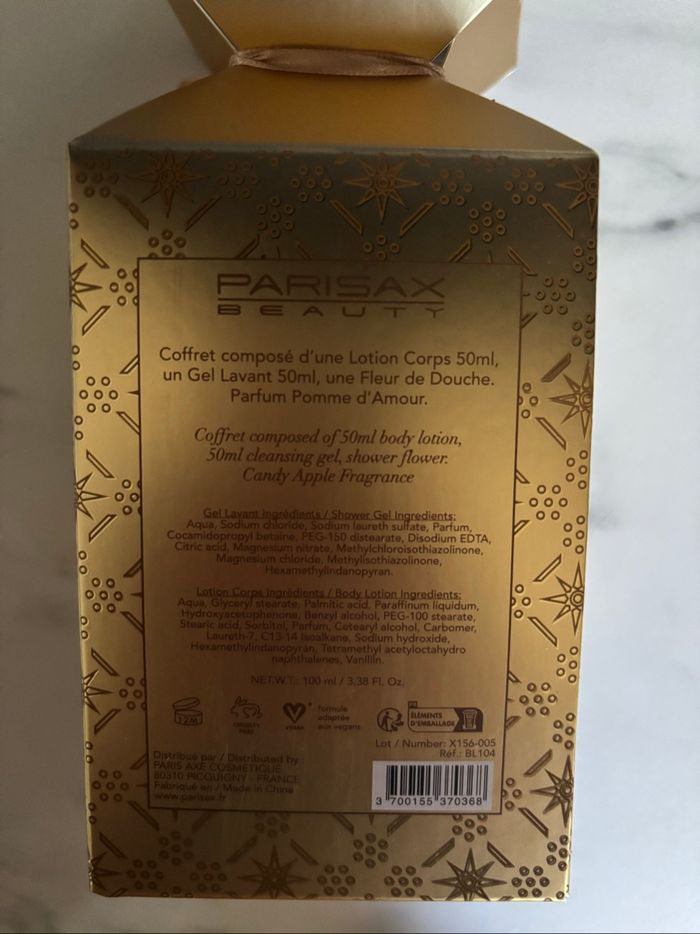 PARISAX
BEAUTY
Coffret composé d'une Lotion Corps 50ml,
un Gel Lavant 50ml, une Fleur de Douche.
Parfum Pomme d'Amour.
Coffret composed of 50ml body lotion,
50ml cleansing gel, shower flower.
Candy Apple Fragrance
Gel Lavant Ingrédients / Shower Gel Ingredients:
Aqua, Sodium chloride, Sodium laureth sulfate, Parfum,
Cocamidopropyl betaine, PEG-150 distearate, Disodium EDTA,
Citric acid, Magnesium nitrate, Methylchloroisothiazolinone,
Magnesium chloride, Methylisothiazolinone,
Hexamethylindanopyran.
Lotion Corps Ingrédients / Body Lotion Ingredients:
Aqua, Glyceryl stearate, Palmitic acid, Paraffinum liquidum,
Hydroxyacetophenone, Benzyl alcohol, PEG-100 stearate,
Stearic acid, Sorbitol, Parfum, Cetearyl alcohol, Carbomer,
Laureth-7, C13-14 Isoalkane, Sodium hydroxide,
Hexamethylindanopyran, Tetramethyl acetyloctahydro
naphthalenes, Vanillin.
NET.WT.: 100 ml / 3.38 Fl. Oz.
12M
CRUELTY
FREE
VEGAN
formule
adaptée
aux vegans
FR
ÉLÉMENTS
D'EMBALLAGE
Lot / Number: X156-005
Réf.: BL104
Distribué par / Distributed by :
PARIS AXE COSMETIQUE
80310 PICQUIGNY - FRANCE
Fabriqué en / Made in China
www.parisax.fr
3 700155 370368